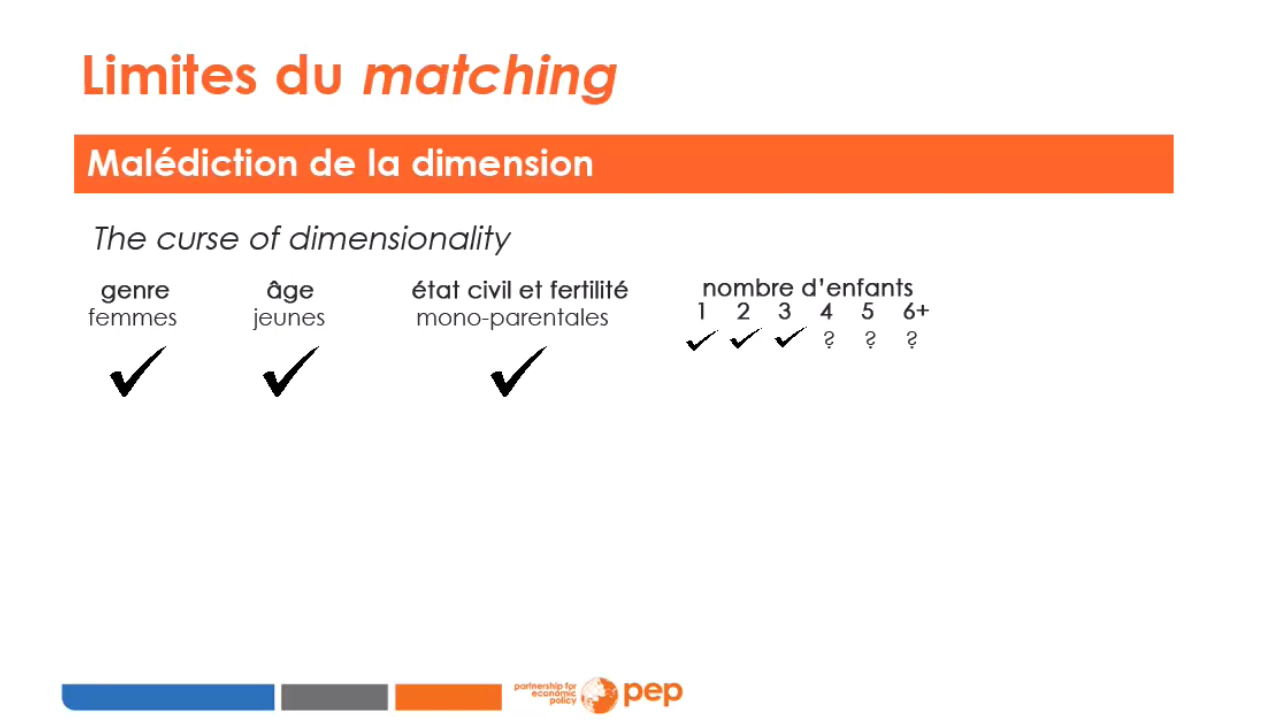 Limites du matching
Malédiction de la dimension
The curse of dimensionality
genre
femmes
âge
jeunes
état civil et fertilité
mono-parentales
nombre d'enfants
1 2 3 4 5 6+
? ? ?
partnership for
economic
policy
pep